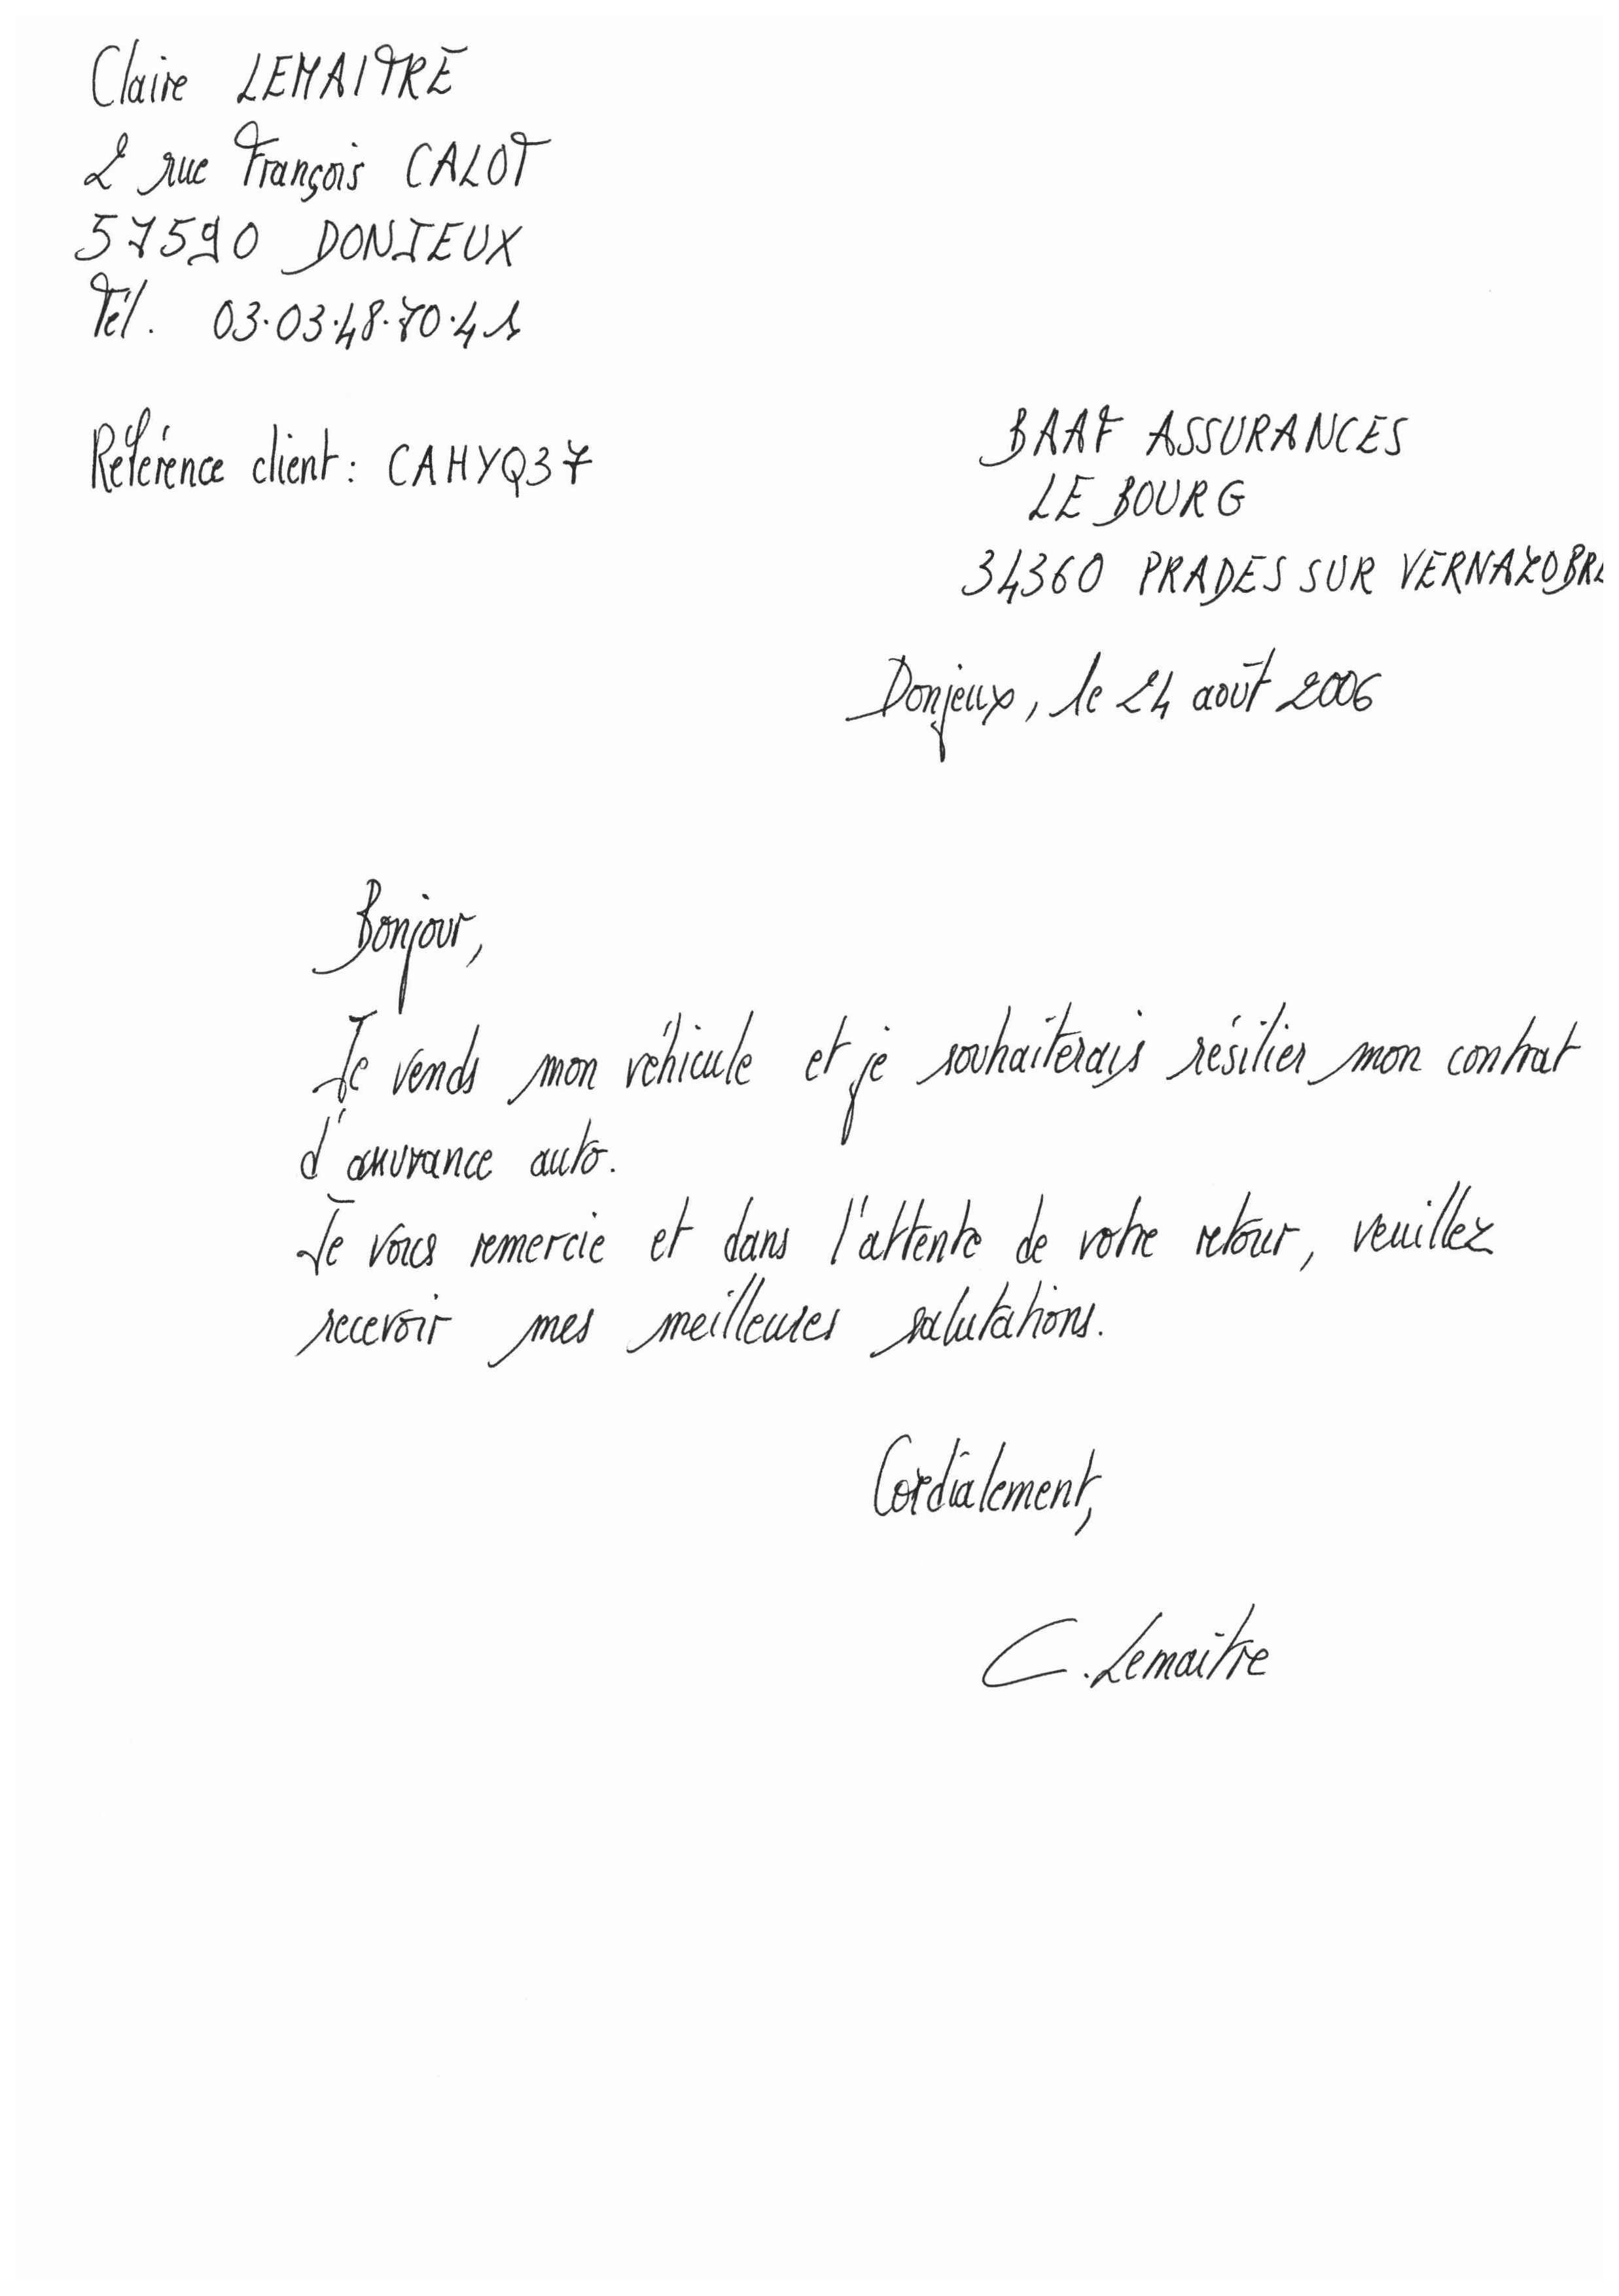 Claire LEMAITRE
2 rue François CALOT
57590 DONJEUX
Tél. 03.03.48.70.41
Référence client : CAHYQ37
BAAF ASSURANCES
LE BOURG
34360 PRADES SUR VERNAZOBRE
Donjeux, le 24 août 2006
Bonjour,
Je vends mon véhicule et je souhaiterais résilier mon contrat
d'assurance auto.
Je vous remercie et dans l'attente de votre retour, veuillez
recevoir mes meilleures salutations.
Cordialement,
C. Lemaitre